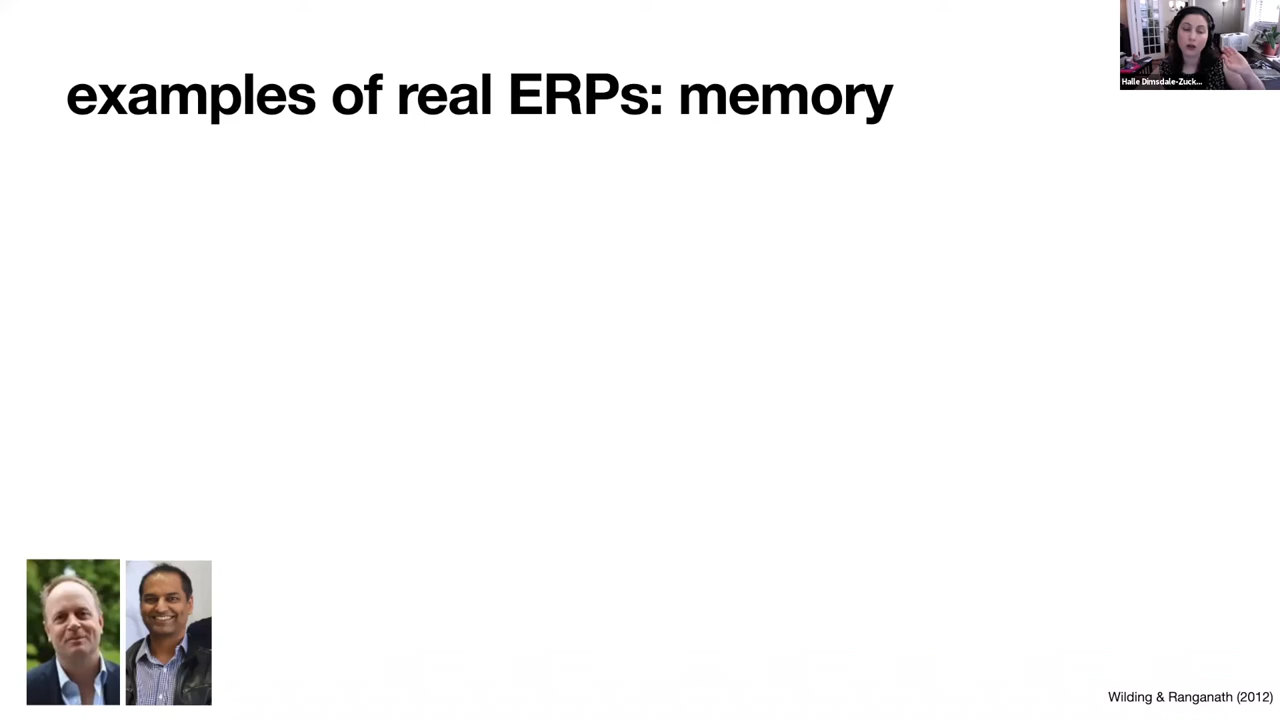 examples of real ERPs: memory
Halle Dimsdale-Zuck...
Wilding & Ranganath (2012)